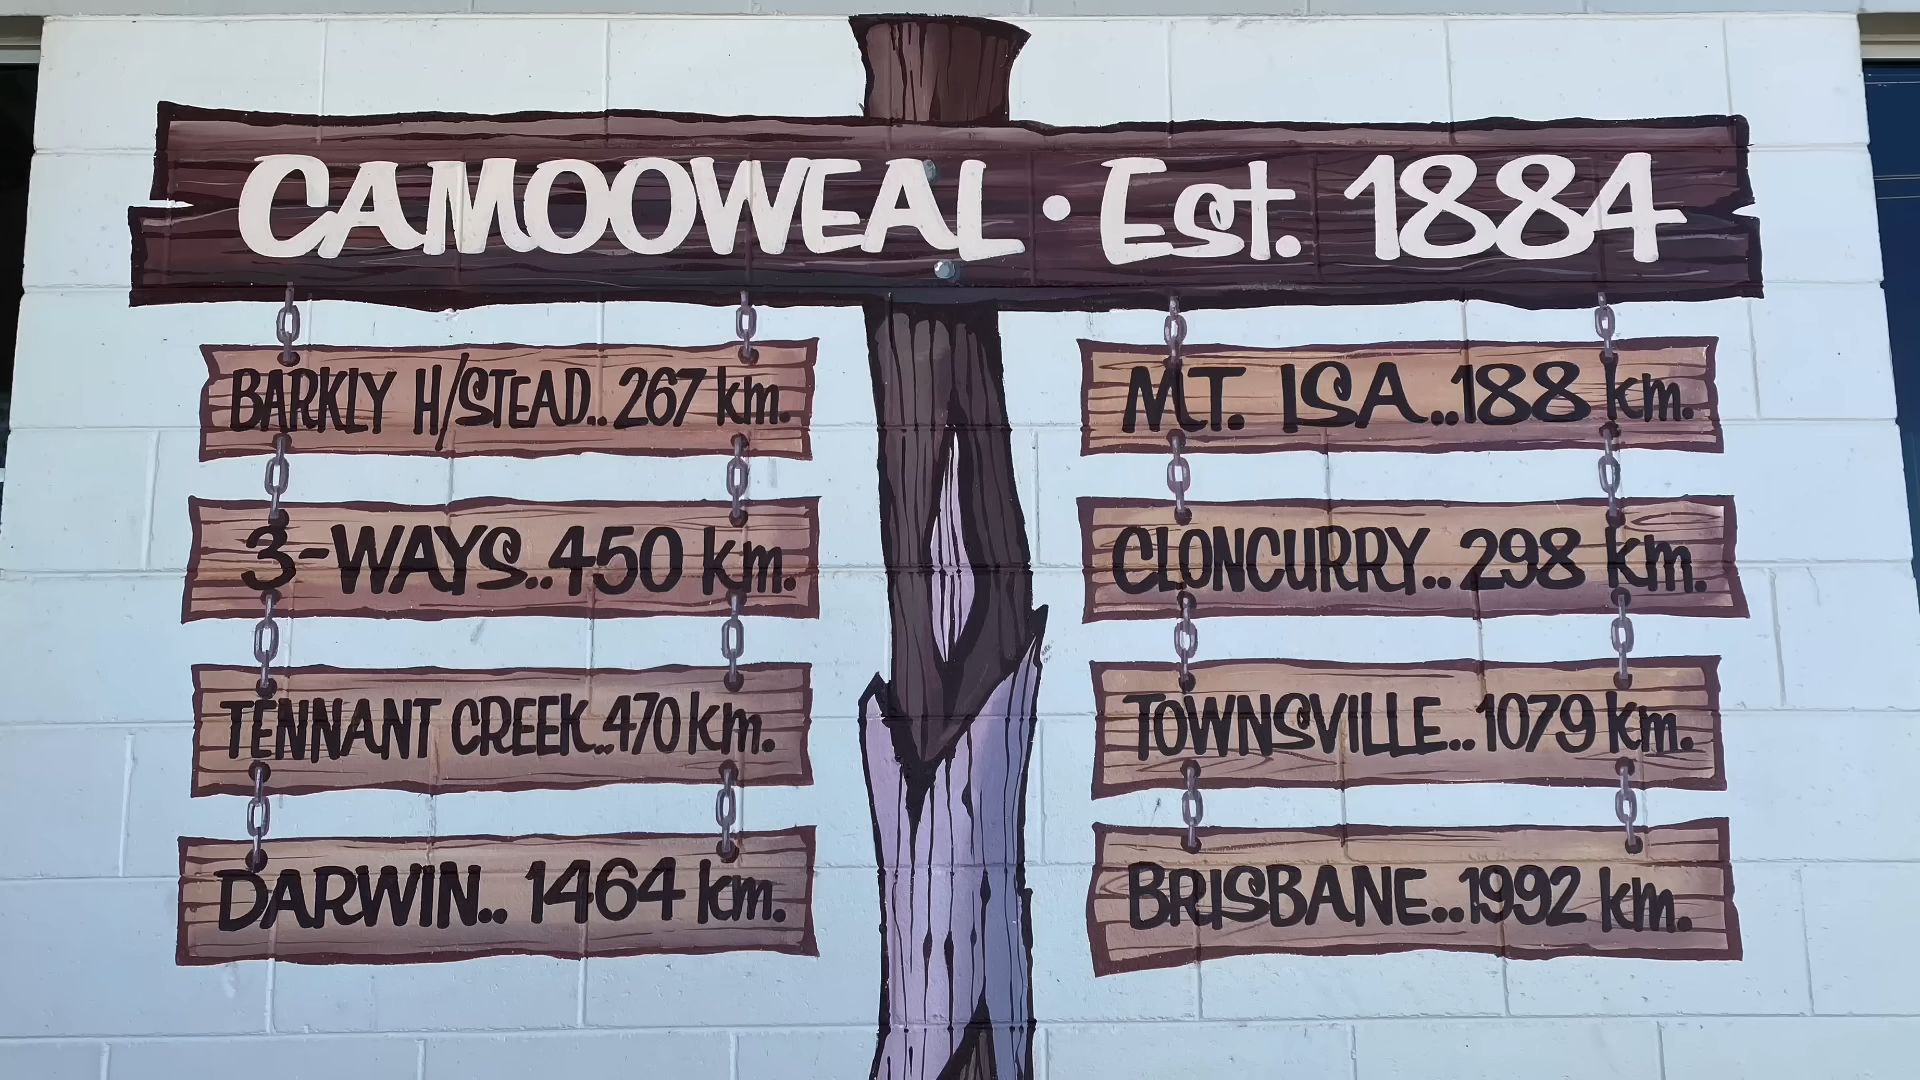 CAMOOWEAL • Est. 1884
BARKLY H/STEAD..267 km.
3-WAYS..450 km.
TENNANT CREEK..470 km.
DARWIN.. 1464 km.
MT. ISA..188 km.
CLONCURRY.. 298 km.
TOWNSVILLE.. 1079 km.
BRISBANE..1992 km.